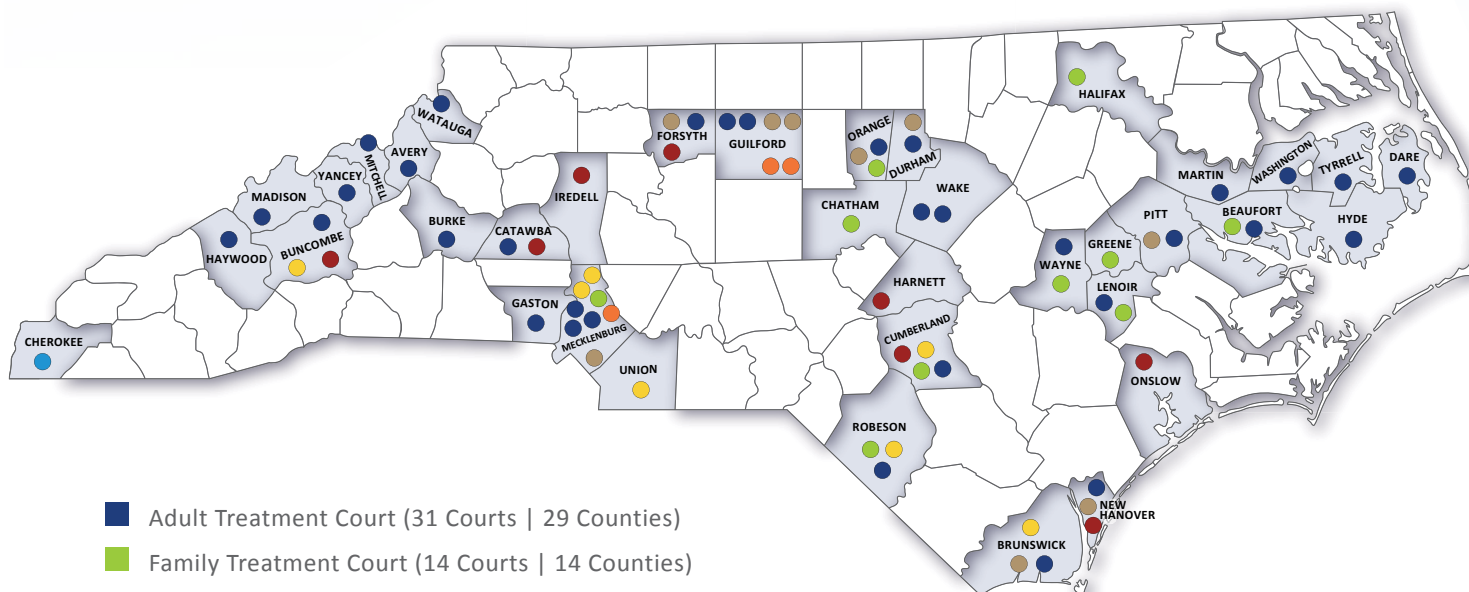 HALIFAX
WATAUGA
FORSYTH
GUILFORD
ORANGE
DURHAM
MITCHELL
AVERY
YANCEY
MADISON
IREDELL
MARTIN
WASHINGTON
TYRRELL
DARE
WAKE
CHATHAM
BURKE
CATAWBA
PITT
BEAUFORT
HYDE
BUNCOMBE
HAYWOOD
GREENE
WAYNE
LENOIR
HARNETT
GASTON
MECKLENBURG
CUMBERLAND
CHEROKEE
UNION
ONSLOW
ROBESON
NEW
HANOVER
BRUNSWICK
Adult Treatment Court (31 Courts | 29 Counties)
Family Treatment Court (14 Courts | 14 Counties)